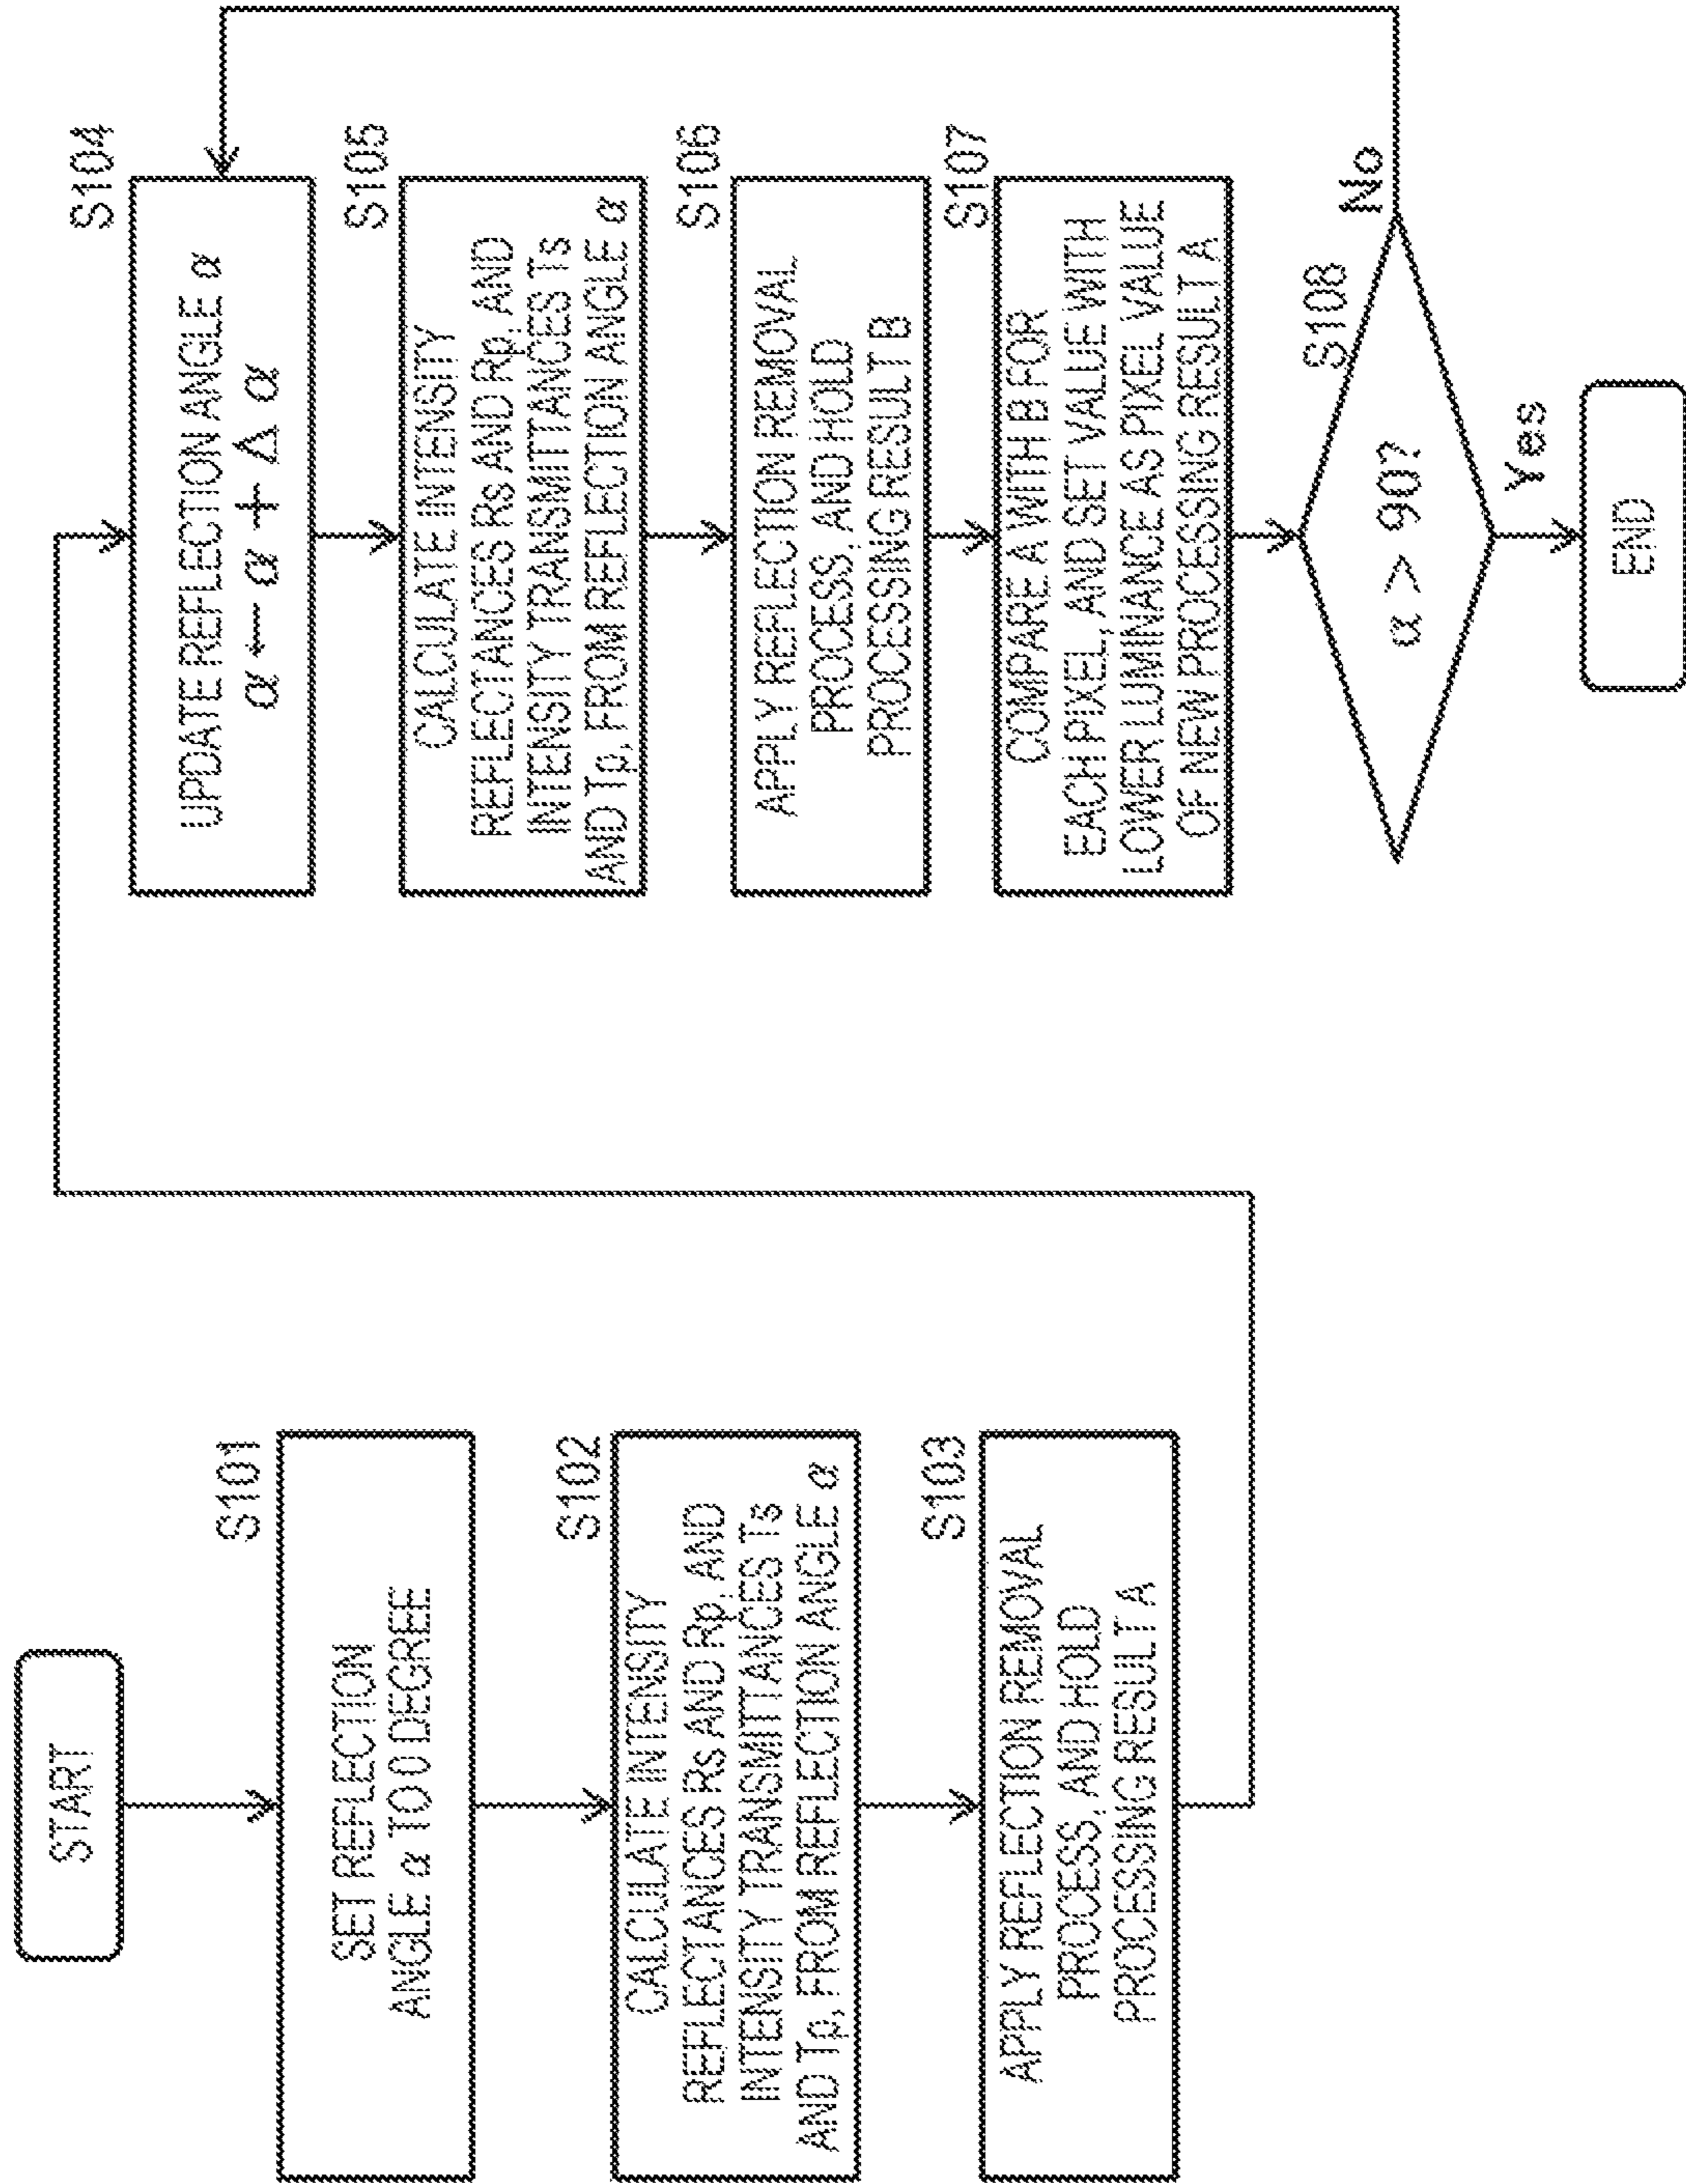 START
S101
SET REFLECTION
ANGLE α TO 0 DEGREE
S102
CALCULATE INTENSITY
REFLECTANCES Rs AND Rp, AND
INTENSITY TRANSMITTANCES Ts
AND Tp, FROM REFLECTION ANGLE α
S103
APPLY REFLECTION REMOVAL
PROCESS, AND HOLD
PROCESSING RESULT A
S104
UPDATE REFLECTION ANGLE α
α ← α + Δ α
S105
CALCULATE INTENSITY
REFLECTANCES Rs AND Rp, AND
INTENSITY TRANSMITTANCES Ts
AND Tp, FROM REFLECTION ANGLE α
S106
APPLY REFLECTION REMOVAL
PROCESS, AND HOLD
PROCESSING RESULT B
S107
COMPARE A WITH B FOR
EACH PIXEL, AND SET VALUE WITH
LOWER LUMINANCE AS PIXEL VALUE
OF NEW PROCESSING RESULT A
S108
α > 90?
No
Yes
END